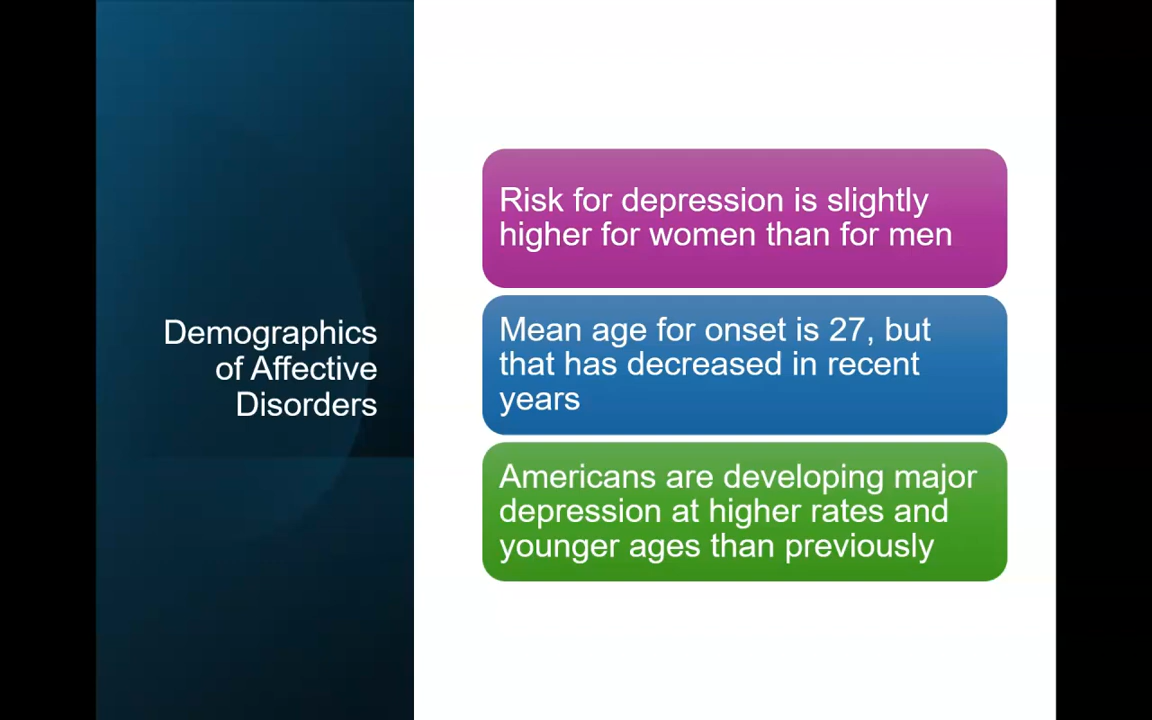 Demographics
of Affective
Disorders
Risk for depression is slightly
higher for women than for men
Mean age for onset is 27, but
that has decreased in recent
years
Americans are developing major
depression at higher rates and
younger ages than previously